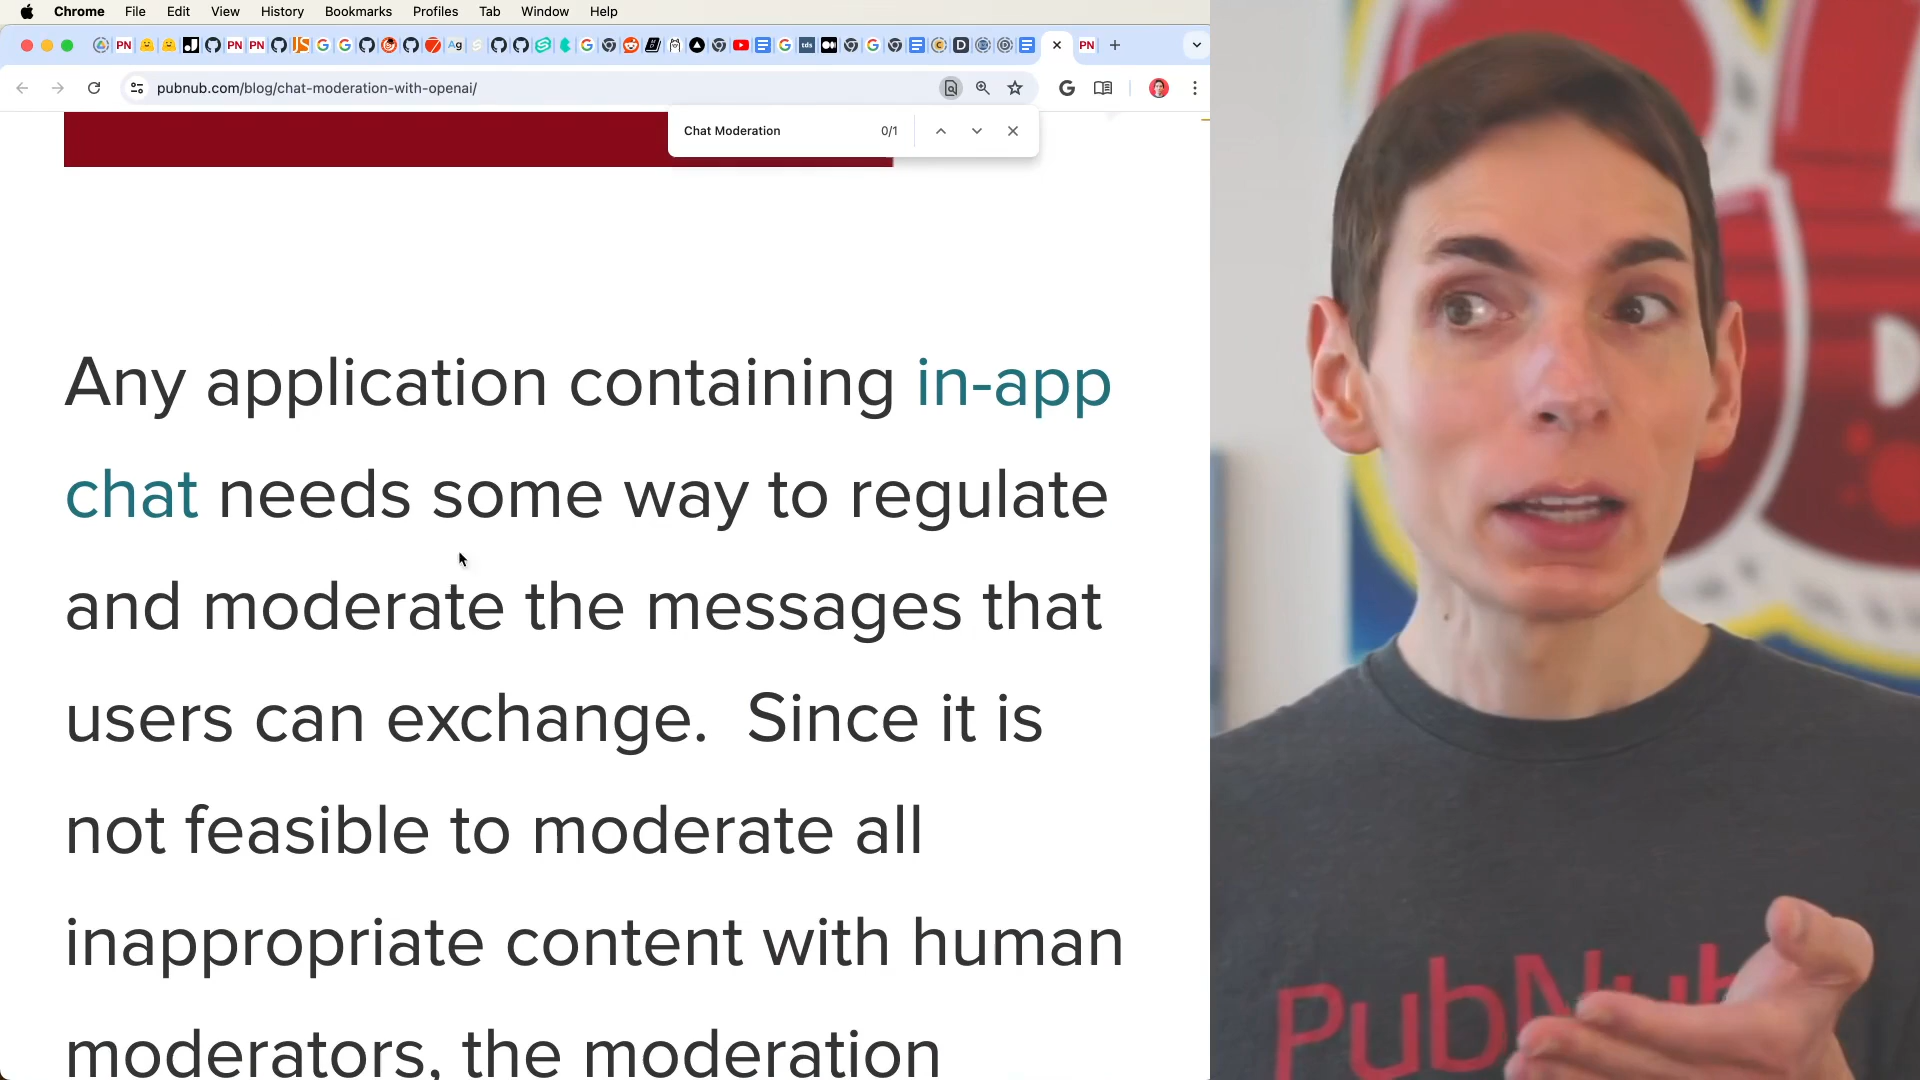 Chrome File Edit View History Bookmarks Profiles Tab Window Help
pubnub.com/blog/chat-moderation-with-openai/
Chat Moderation 0/1
Any application containing in-app
chat needs some way to regulate
and moderate the messages that
users can exchange.  Since it is
not feasible to moderate all
inappropriate content with human
moderators, the moderation
PubNub